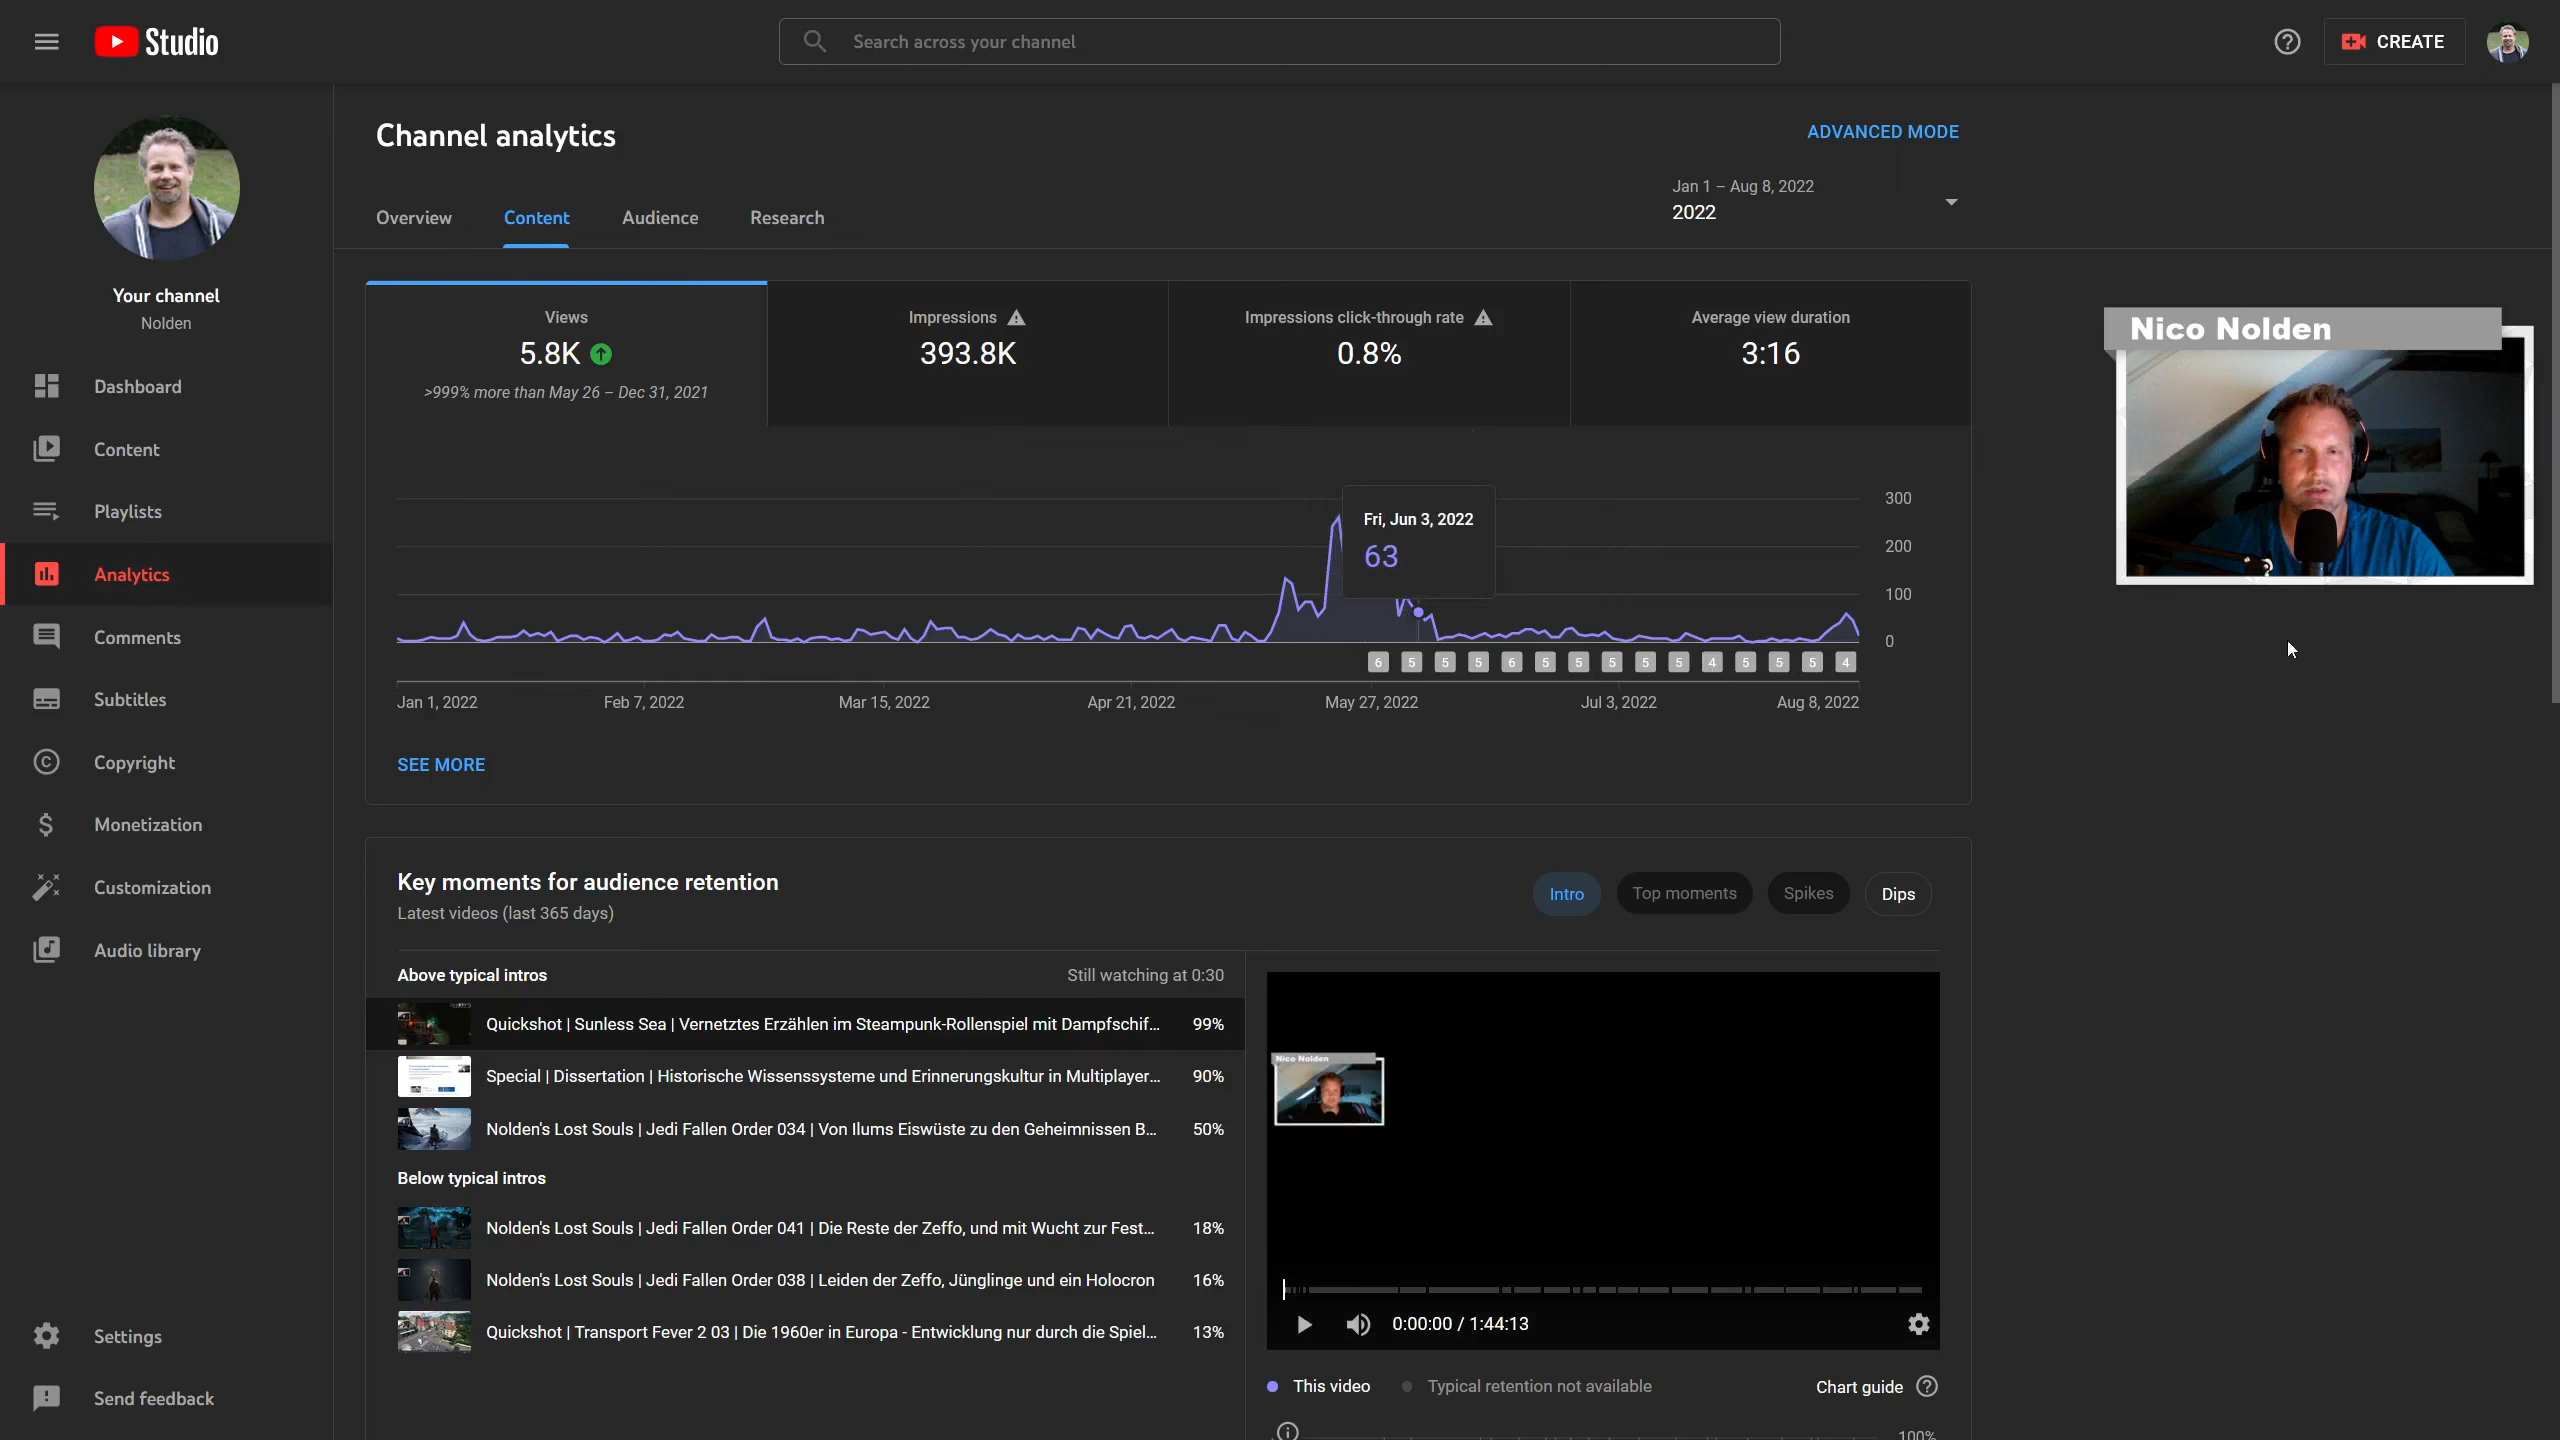 Studio
Search across your channel
CREATE
Channel analytics
ADVANCED MODE
Jan 1 – Aug 8, 2022
2022
Overview
Content
Audience
Research
Your channel
Nolden
Dashboard
Content
Playlists
Analytics
Comments
Subtitles
Copyright
Monetization
Customization
Audio library
Settings
Send feedback
Views
5.8K
>999% more than May 26 – Dec 31, 2021
Impressions
393.8K
Impressions click-through rate
0.8%
Average view duration
3:16
Nico Nolden
Fri, Jun 3, 2022
63
300
200
100
0
6 5 5 5 6 5 5 5 5 5 4 5 5 5 4
Jan 1, 2022
Feb 7, 2022
Mar 15, 2022
Apr 21, 2022
May 27, 2022
Jul 3, 2022
Aug 8, 2022
SEE MORE
Key moments for audience retention
Latest videos (last 365 days)
Intro
Top moments
Spikes
Dips
Above typical intros
Still watching at 0:30
Quickshot | Sunless Sea | Vernetztes Erzählen im Steampunk-Rollenspiel mit Dampfschif... 99%
Special | Dissertation | Historische Wissenssysteme und Erinnerungskultur in Multiplayer... 90%
Nolden's Lost Souls | Jedi Fallen Order 034 | Von Ilums Eiswüste zu den Geheimnissen B... 50%
Below typical intros
Nolden's Lost Souls | Jedi Fallen Order 041 | Die Reste der Zeffo, und mit Wucht zur Fest... 18%
Nolden's Lost Souls | Jedi Fallen Order 038 | Leiden der Zeffo, Jünglinge und ein Holocron 16%
Quickshot | Transport Fever 2 03 | Die 1960er in Europa - Entwicklung nur durch die Spiel... 13%
Nico Nolden
0:00:00 / 1:44:13
This video
Typical retention not available
Chart guide
100%